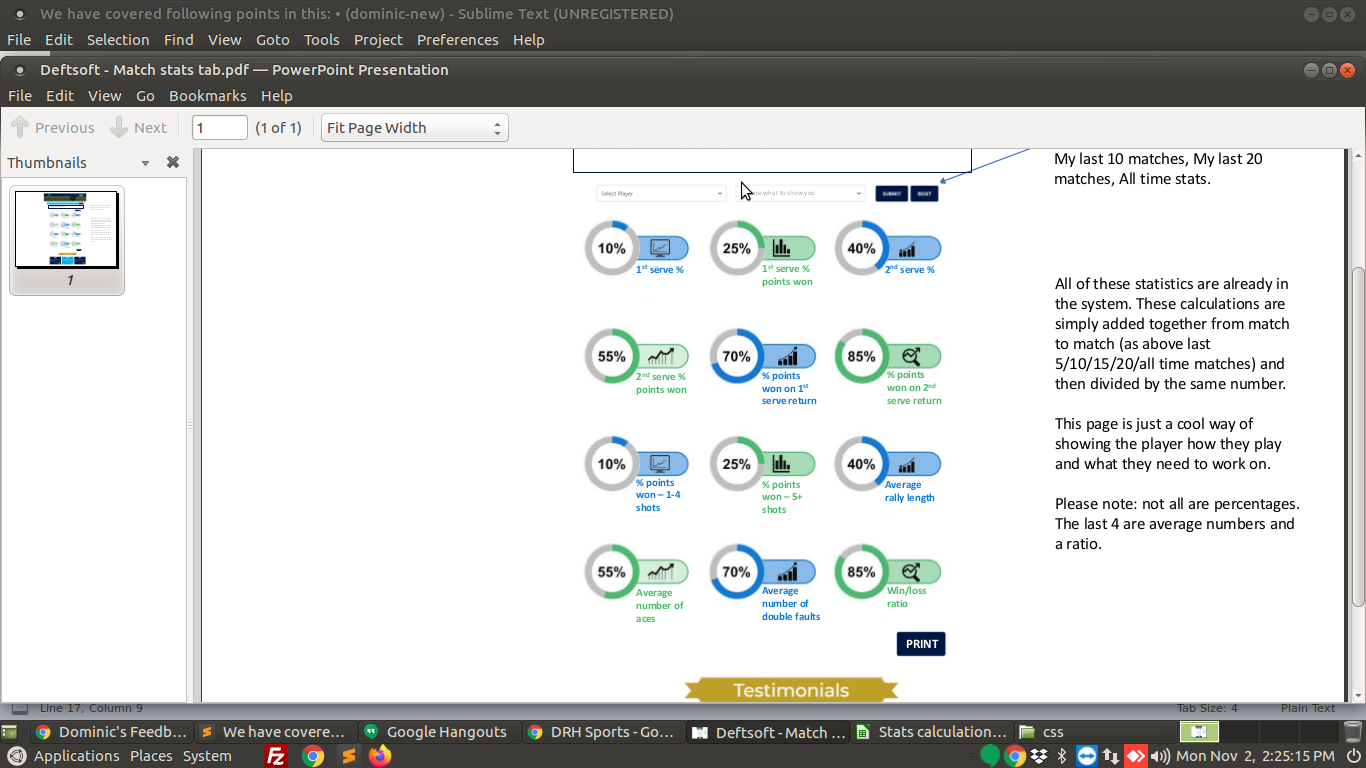 We have covered following points in this: • (dominic-new) - Sublime Text (UNREGISTERED)
File Edit Selection Find View Goto Tools Project Preferences Help
Deftsoft - Match stats tab.pdf — PowerPoint Presentation
File Edit View Go Bookmarks Help
Previous Next 1 (1 of 1) Fit Page Width
Thumbnails
1
My last 10 matches, My last 20
matches, All time stats.
Select Player what to show you SUBMIT RESET
10% 25% 40%
1st serve %
1st serve %
points won
2nd serve %
All of these statistics are already in
the system. These calculations are
simply added together from match
to match (as above last
5/10/15/20/all time matches) and
then divided by the same number.
55% 70% 85%
2nd serve %
points won
% points
won on 1st
serve return
% points
won on 2nd
serve return
This page is just a cool way of
showing the player how they play
and what they need to work on.
10% 25% 40%
% points
won – 1-4
shots
% points
won – 5+
shots
Average
rally length
Please note: not all are percentages.
The last 4 are average numbers and
a ratio.
55% 70% 85%
Average
number of
aces
Average
number of
double faults
Win/loss
ratio
PRINT
Testimonials
Line 17, Column 9 Tab Size: 4 Plain Text
Dominic's Feedb... We have covere... Google Hangouts DRH Sports - Go... Deftsoft - Match ... Stats calculation... css
Applications Places System Mon Nov 2, 2:25:15 PM